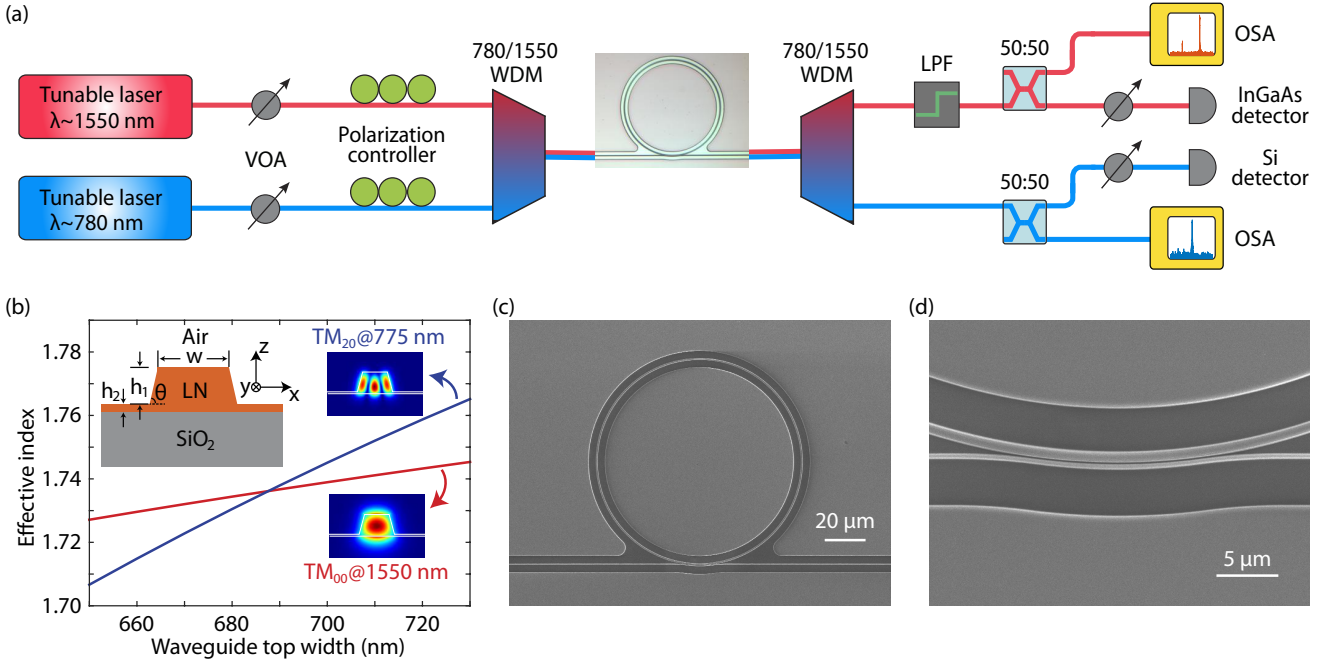 (a)
Tunable laser
λ~1550 nm
VOA
Tunable laser
λ~780 nm
Polarization
controller
780/1550
WDM
780/1550
WDM
LPF
50:50
OSA
InGaAs
detector
Si
detector
50:50
OSA
(b)
Effective index
1.78
1.76
1.74
1.72
1.70
660
680
700
720
Waveguide top width (nm)
Air
w
h₂
h₁
θ
LN
SiO₂
z
y
x
TM₂₀@775 nm
TM₀₀@1550 nm
(c)
20 µm
(d)
5 µm